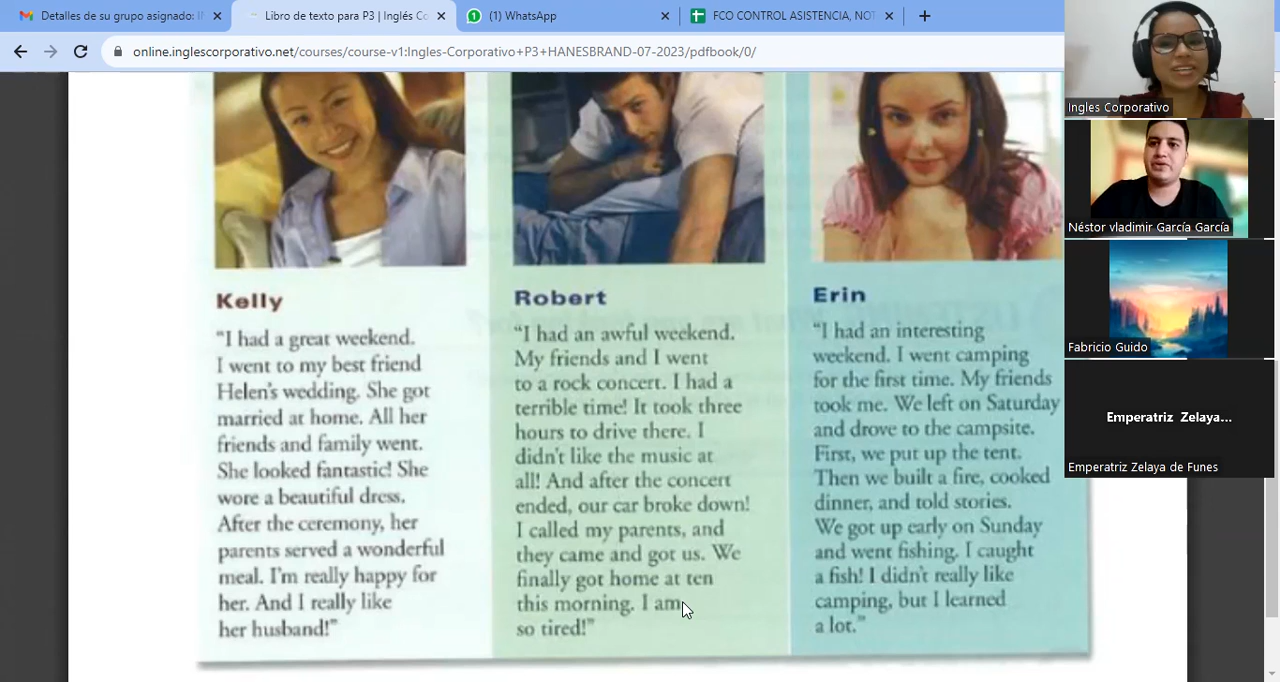 Detalles de su grupo asignado: I
Libro de texto para P3 | Inglés Co
(1) WhatsApp
FCO CONTROL ASISTENCIA, NOT
online.inglescorporativo.net/courses/course-v1:Ingles-Corporativo+P3+HANESBRAND-07-2023/pdfbook/0/
Kelly
"I had a great weekend.
I went to my best friend
Helen's wedding. She got
married at home. All her
friends and family went.
She looked fantastic! She
wore a beautiful dress.
After the ceremony, her
parents served a wonderful
meal. I'm really happy for
her. And I really like
her husband!"
Robert
"I had an awful weekend.
My friends and I went
to a rock concert. I had a
terrible time! It took three
hours to drive there. I
didn't like the music at
all! And after the concert
ended, our car broke down!
I called my parents, and
they came and got us. We
finally got home at ten
this morning. I am
so tired!"
Erin
"I had an interesting
weekend. I went camping
for the first time. My friends
took me. We left on Saturday
and drove to the campsite.
First, we put up the tent.
Then we built a fire, cooked
dinner, and told stories.
We got up early on Sunday
and went fishing. I caught
a fish! I didn't really like
camping, but I learned
a lot."
Ingles Corporativo
Néstor vladimir García García
Fabricio Guido
Emperatriz Zelaya...
Emperatriz Zelaya de Funes